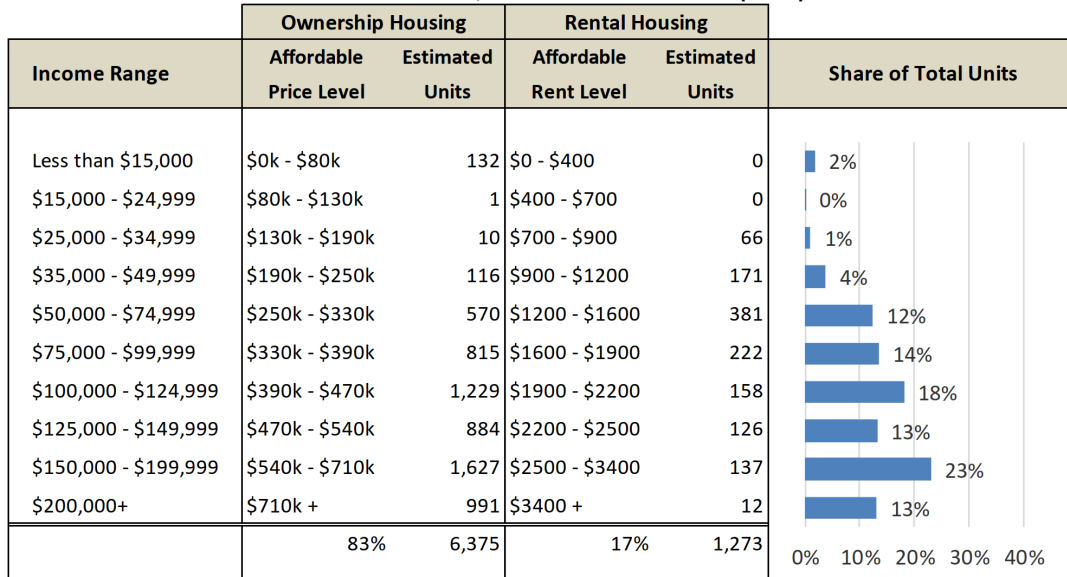 Ownership Housing Rental Housing
Income Range Affordable Price Level Estimated Units Affordable Rent Level Estimated Units Share of Total Units
Less than $15,000 $0k - $80k 132 $0 - $400 0 2%
$15,000 - $24,999 $80k - $130k 1 $400 - $700 0 0%
$25,000 - $34,999 $130k - $190k 10 $700 - $900 66 1%
$35,000 - $49,999 $190k - $250k 116 $900 - $1200 171 4%
$50,000 - $74,999 $250k - $330k 570 $1200 - $1600 381 12%
$75,000 - $99,999 $330k - $390k 815 $1600 - $1900 222 14%
$100,000 - $124,999 $390k - $470k 1,229 $1900 - $2200 158 18%
$125,000 - $149,999 $470k - $540k 884 $2200 - $2500 126 13%
$150,000 - $199,999 $540k - $710k 1,627 $2500 - $3400 137 23%
$200,000+ $710k + 991 $3400 + 12 13%
83% 6,375 17% 1,273
0% 10% 20% 30% 40%